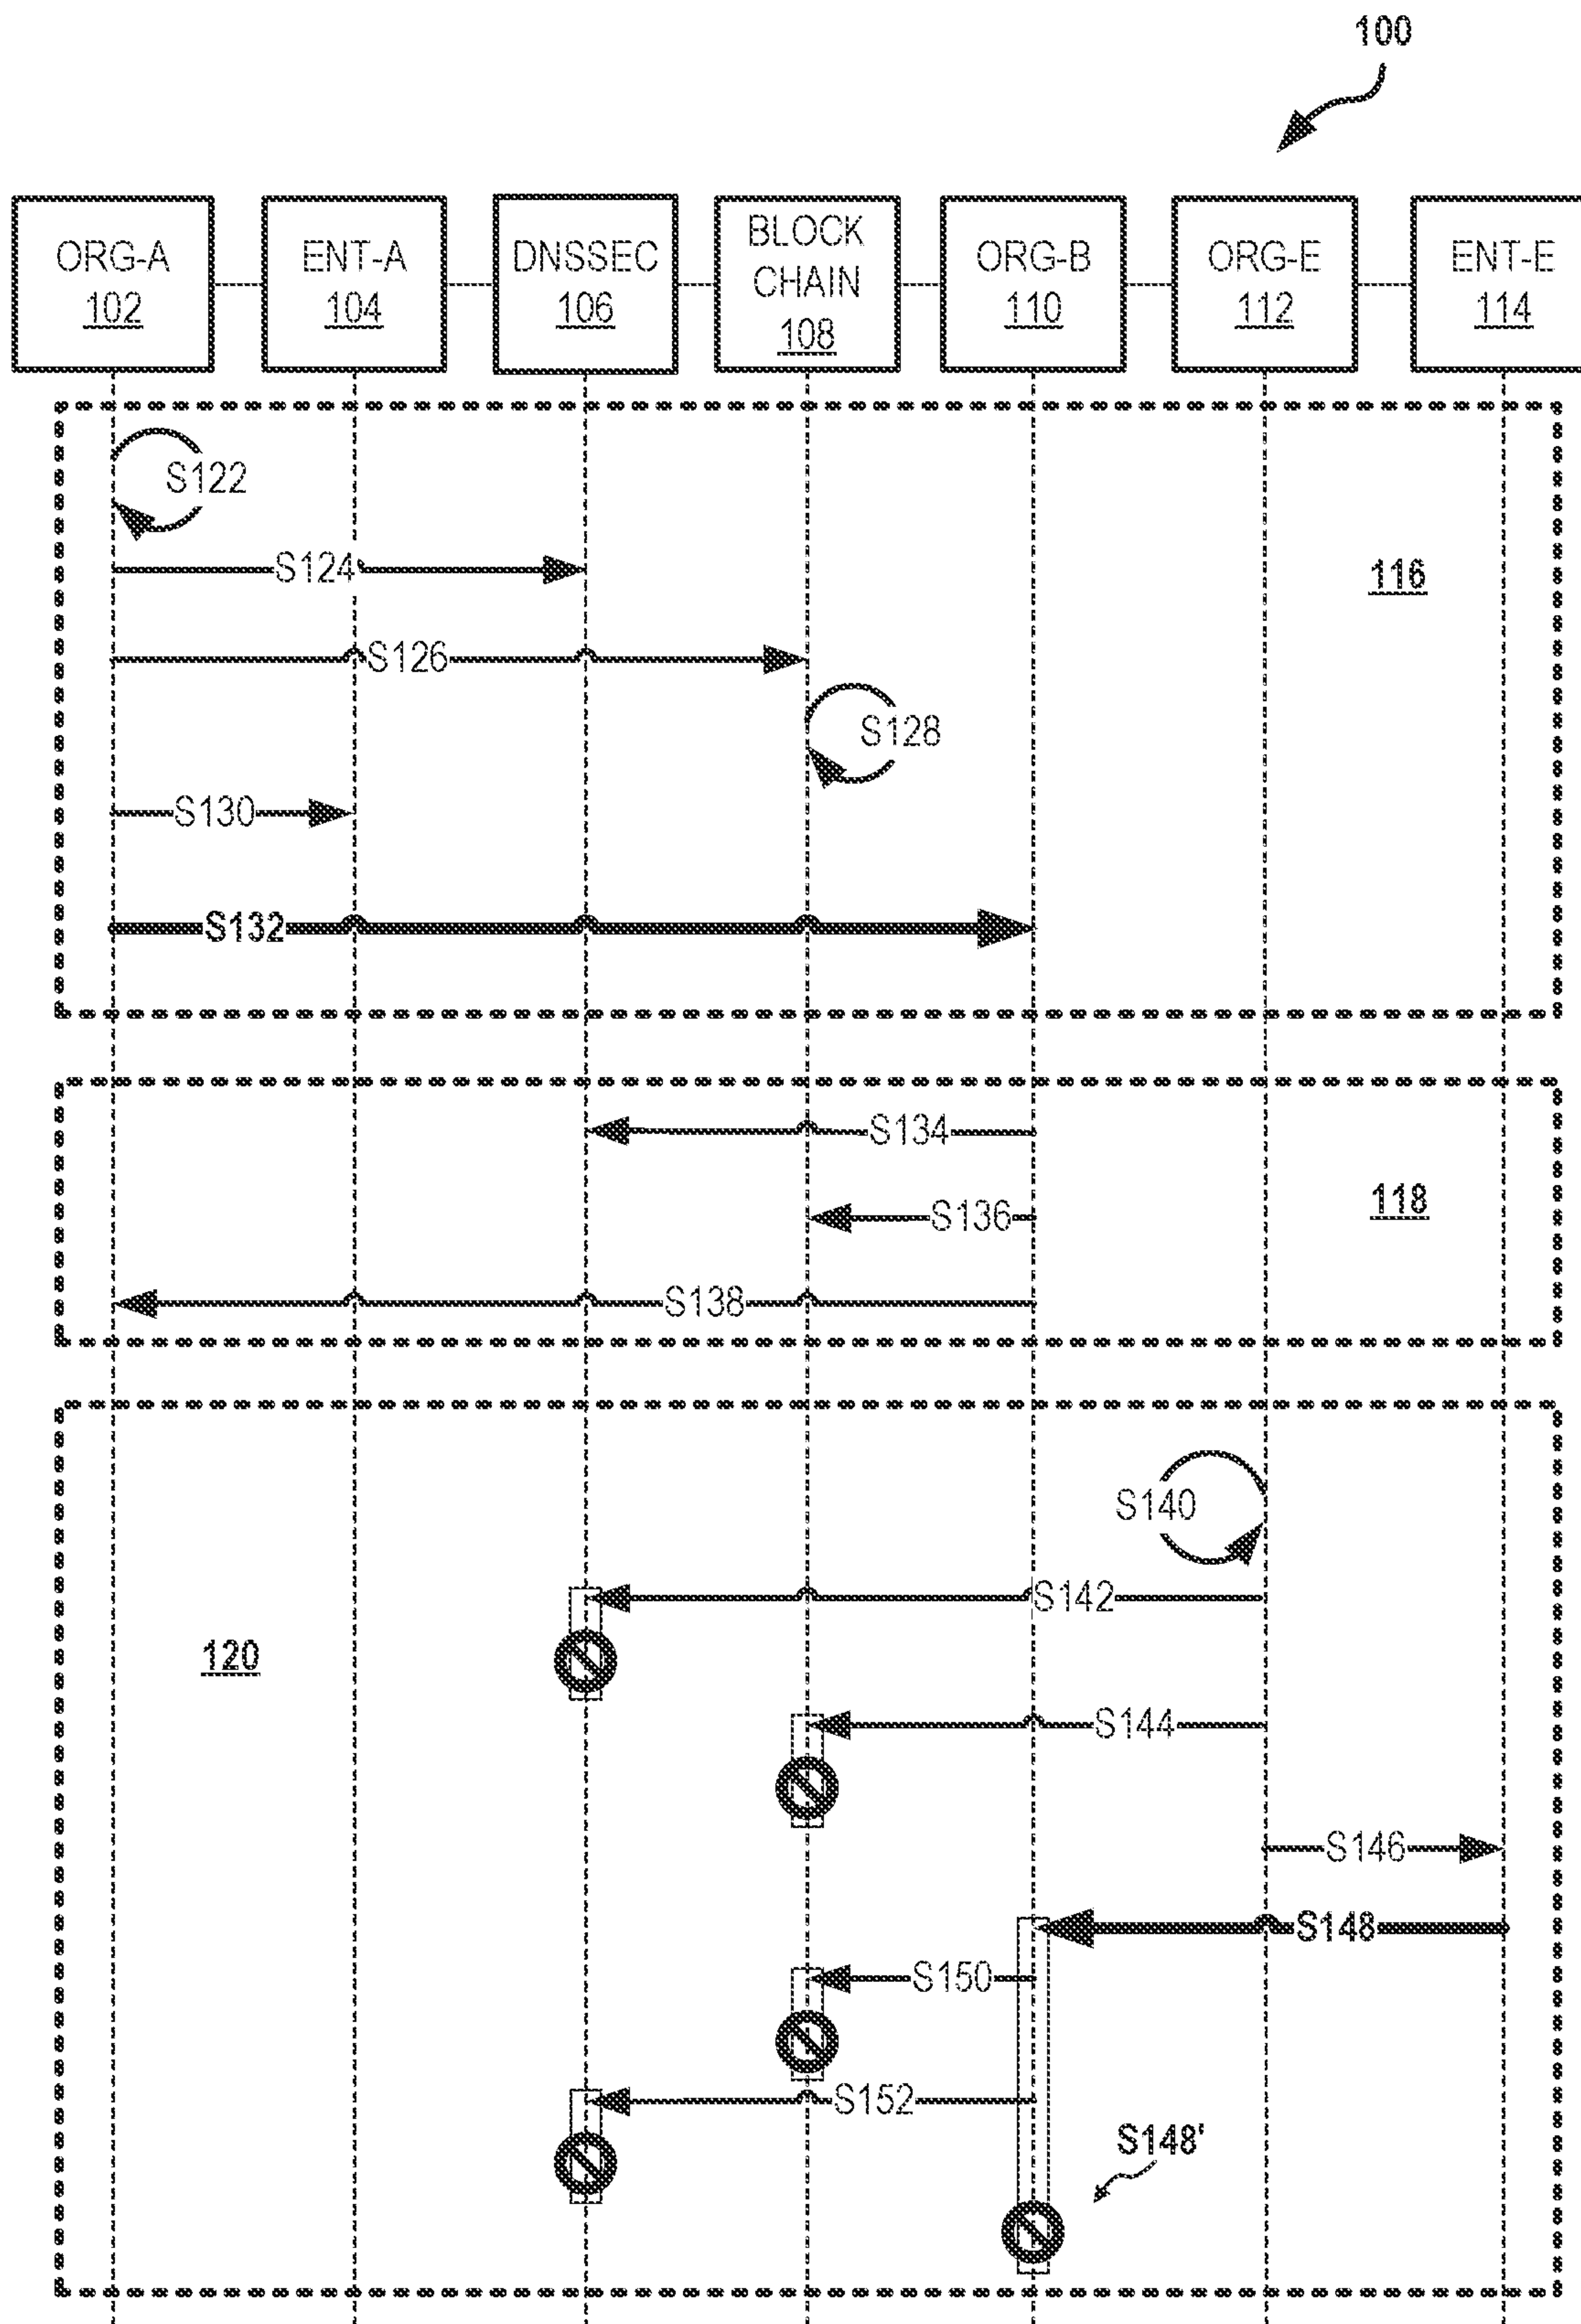 100
ORG-A
102
ENT-A
104
DNSSEC
106
BLOCK
CHAIN
108
ORG-B
110
ORG-E
112
ENT-E
114
S122
S124
116
S126
S128
S130
S132
S134
S136
118
S138
S140
S142
120
S144
S146
S148
S150
S152
S148'